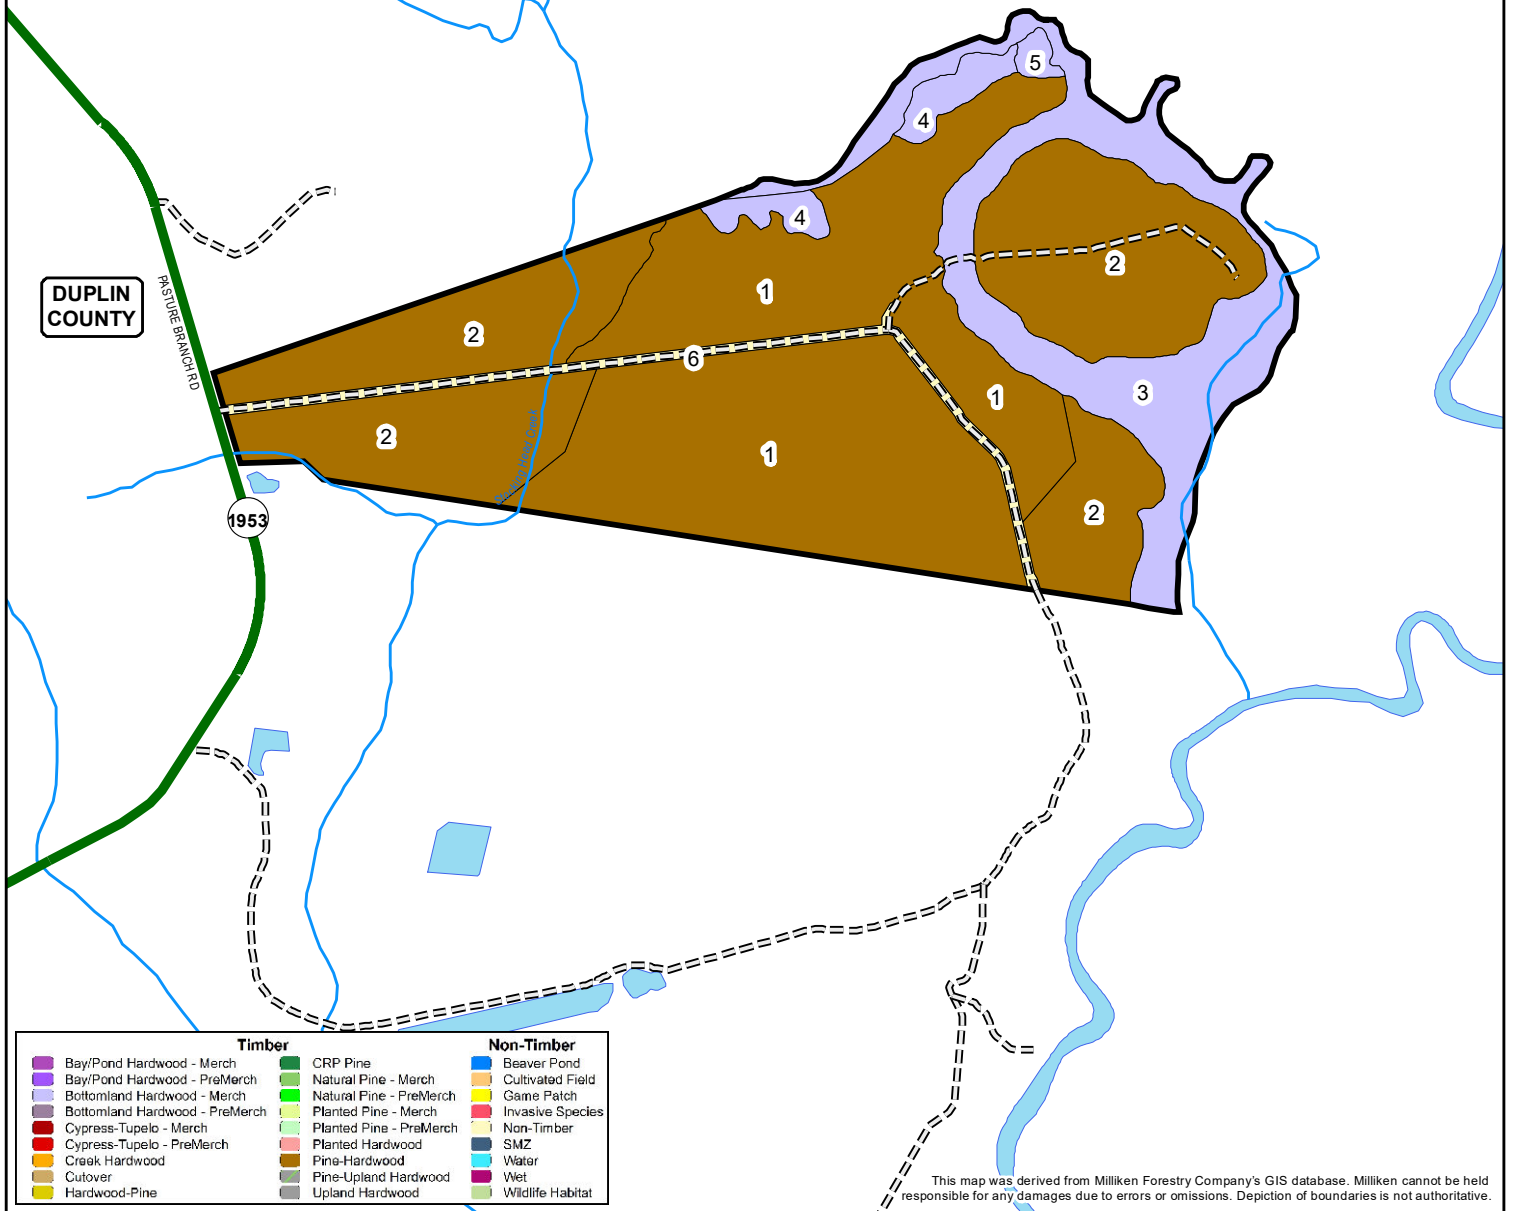 5
4
4
2
DUPLIN
COUNTY
PASTURE BRANCH RD
1
2
6
3
1
2
1
2
1953
Timber
Non-Timber
Bay/Pond Hardwood - Merch
CRP Pine
Beaver Pond
Bay/Pond Hardwood - PreMerch
Natural Pine - Merch
Cultivated Field
Bottomland Hardwood - Merch
Natural Pine - PreMerch
Game Patch
Bottomland Hardwood - PreMerch
Planted Pine - Merch
Invasive Species
Cypress-Tupelo - Merch
Planted Pine - PreMerch
Non-Timber
Cypress-Tupelo - PreMerch
Planted Hardwood
SMZ
Creek Hardwood
Pine-Hardwood
Water
Cutover
Pine-Upland Hardwood
Wet
Hardwood-Pine
Upland Hardwood
Wildlife Habitat
This map was derived from Milliken Forestry Company's GIS database. Milliken cannot be held
responsible for any damages due to errors or omissions. Depiction of boundaries is not authoritative.
Head Creek